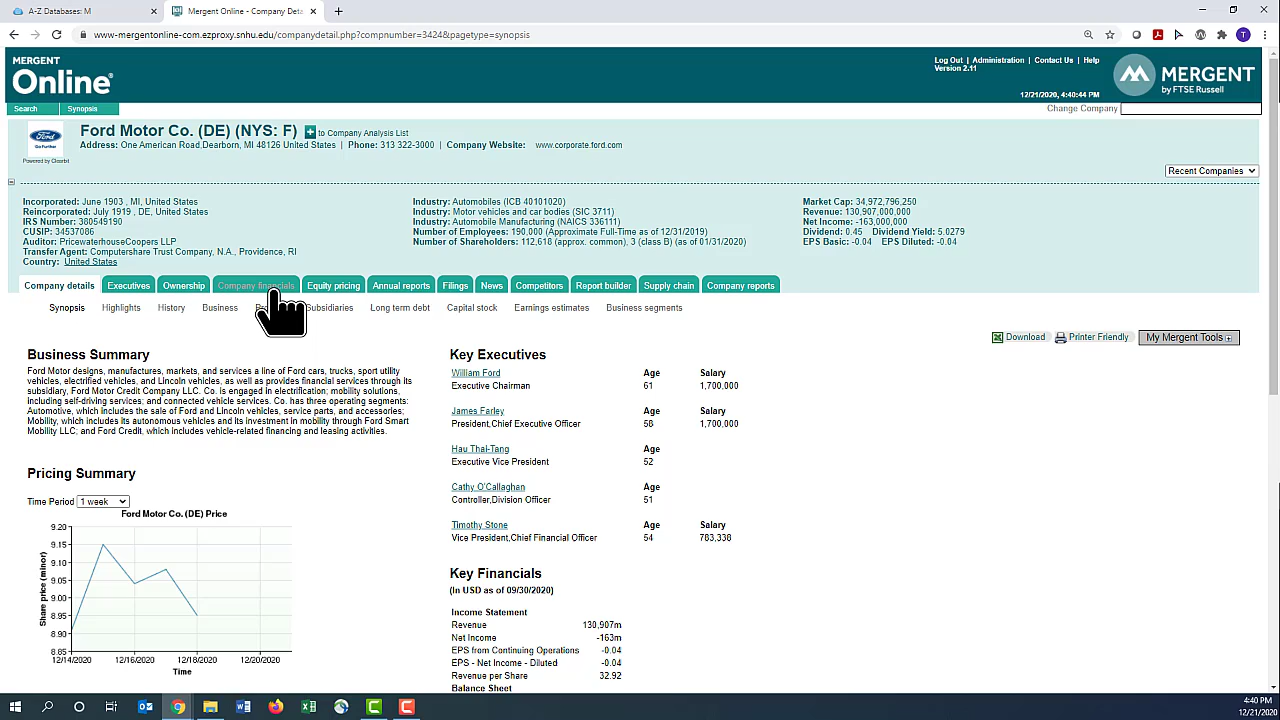 A-Z Databases: M
Mergent Online - Company Deta
www-mergentonline-com.ezproxy.snhu.edu/companydetail.php?compnumber=3424&pagetype=synopsis
T
MERGENT
Online®
Log Out | Administration | Contact Us | Help
Version 2.11
12/21/2020, 4:40:44 PM
MERGENT
by FTSE Russell
Search
Synopsis
Change Company
Ford
Go Further
Powered by Clearbit
Ford Motor Co. (DE) (NYS: F) + to Company Analysis List
Address: One American Road,Dearborn, MI 48126 United States | Phone: 313 322-3000 | Company Website: www.corporate.ford.com
Recent Companies
Incorporated: June 1903 , MI, United States
Reincorporated: July 1919 , DE, United States
IRS Number: 380549190
CUSIP: 34537086
Auditor: PricewaterhouseCoopers LLP
Transfer Agent: Computershare Trust Company, N.A., Providence, RI
Country: United States
Industry: Automobiles (ICB 40101020)
Industry: Motor vehicles and car bodies (SIC 3711)
Industry: Automobile Manufacturing (NAICS 336111)
Number of Employees: 190,000 (Approximate Full-Time as of 12/31/2019)
Number of Shareholders: 112,618 (approx. common), 3 (class B) (as of 01/31/2020)
Market Cap: 34,972,796,250
Revenue: 130,907,000,000
Net Income: -163,000,000
Dividend: 0.45 Dividend Yield: 5.0279
EPS Basic: -0.04 EPS Diluted: -0.04
Company details Executives Ownership Company financials Equity pricing Annual reports Filings News Competitors Report builder Supply chain Company reports
Synopsis Highlights History Business Subsidiaries Long term debt Capital stock Earnings estimates Business segments
Download Printer Friendly My Mergent Tools
Business Summary
Ford Motor designs, manufactures, markets, and services a line of Ford cars, trucks, sport utility
vehicles, electrified vehicles, and Lincoln vehicles, as well as provides financial services through its
subsidiary, Ford Motor Credit Company LLC. Co. is engaged in electrification; mobility solutions,
including self-driving services; and connected vehicle services. Co. has three operating segments:
Automotive, which includes the sale of Ford and Lincoln vehicles, service parts, and accessories;
Mobility, which includes its autonomous vehicles and its investment in mobility through Ford Smart
Mobility LLC; and Ford Credit, which includes vehicle-related financing and leasing activities.
Pricing Summary
Time Period 1 week
Ford Motor Co. (DE) Price
Share price (minor)
9.20
9.15
9.10
9.05
9.00
8.95
8.90
8.85
12/14/2020 12/16/2020 12/18/2020 12/20/2020
Time
Key Executives
William Ford Age Salary
Executive Chairman 61 1,700,000
James Farley Age Salary
President,Chief Executive Officer 58 1,700,000
Hau Thai-Tang Age
Executive Vice President 52
Cathy O'Callaghan Age
Controller,Division Officer 51
Timothy Stone Age Salary
Vice President,Chief Financial Officer 54 783,338
Key Financials
(In USD as of 09/30/2020)
Income Statement
Revenue 130,907m
Net Income -163m
EPS from Continuing Operations -0.04
EPS - Net Income - Diluted -0.04
Revenue per Share 32.92
Balance Sheet
4:40 PM
12/21/2020